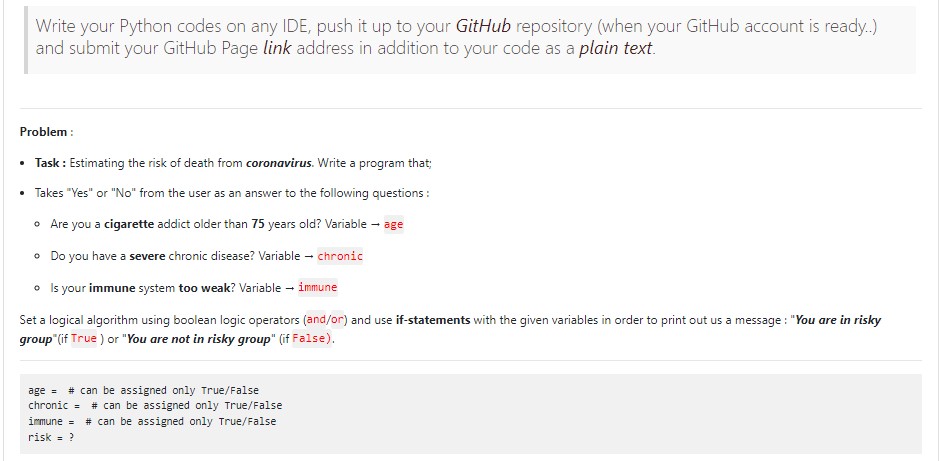 Write your Python codes on any IDE, push it up to your GitHub repository (when your GitHub account is ready..)
and submit your GitHub Page link address in addition to your code as a plain text.
Problem :
• Task : Estimating the risk of death from coronavirus. Write a program that;
• Takes "Yes" or "No" from the user as an answer to the following questions :
○ Are you a cigarette addict older than 75 years old? Variable → age
○ Do you have a severe chronic disease? Variable → chronic
○ Is your immune system too weak? Variable → immune
Set a logical algorithm using boolean logic operators (and/or) and use if-statements with the given variables in order to print out us a message : "You are in risky
group"(if True ) or "You are not in risky group" (if False).
age = # can be assigned only True/False
chronic = # can be assigned only True/False
immune = # can be assigned only True/False
risk = ?